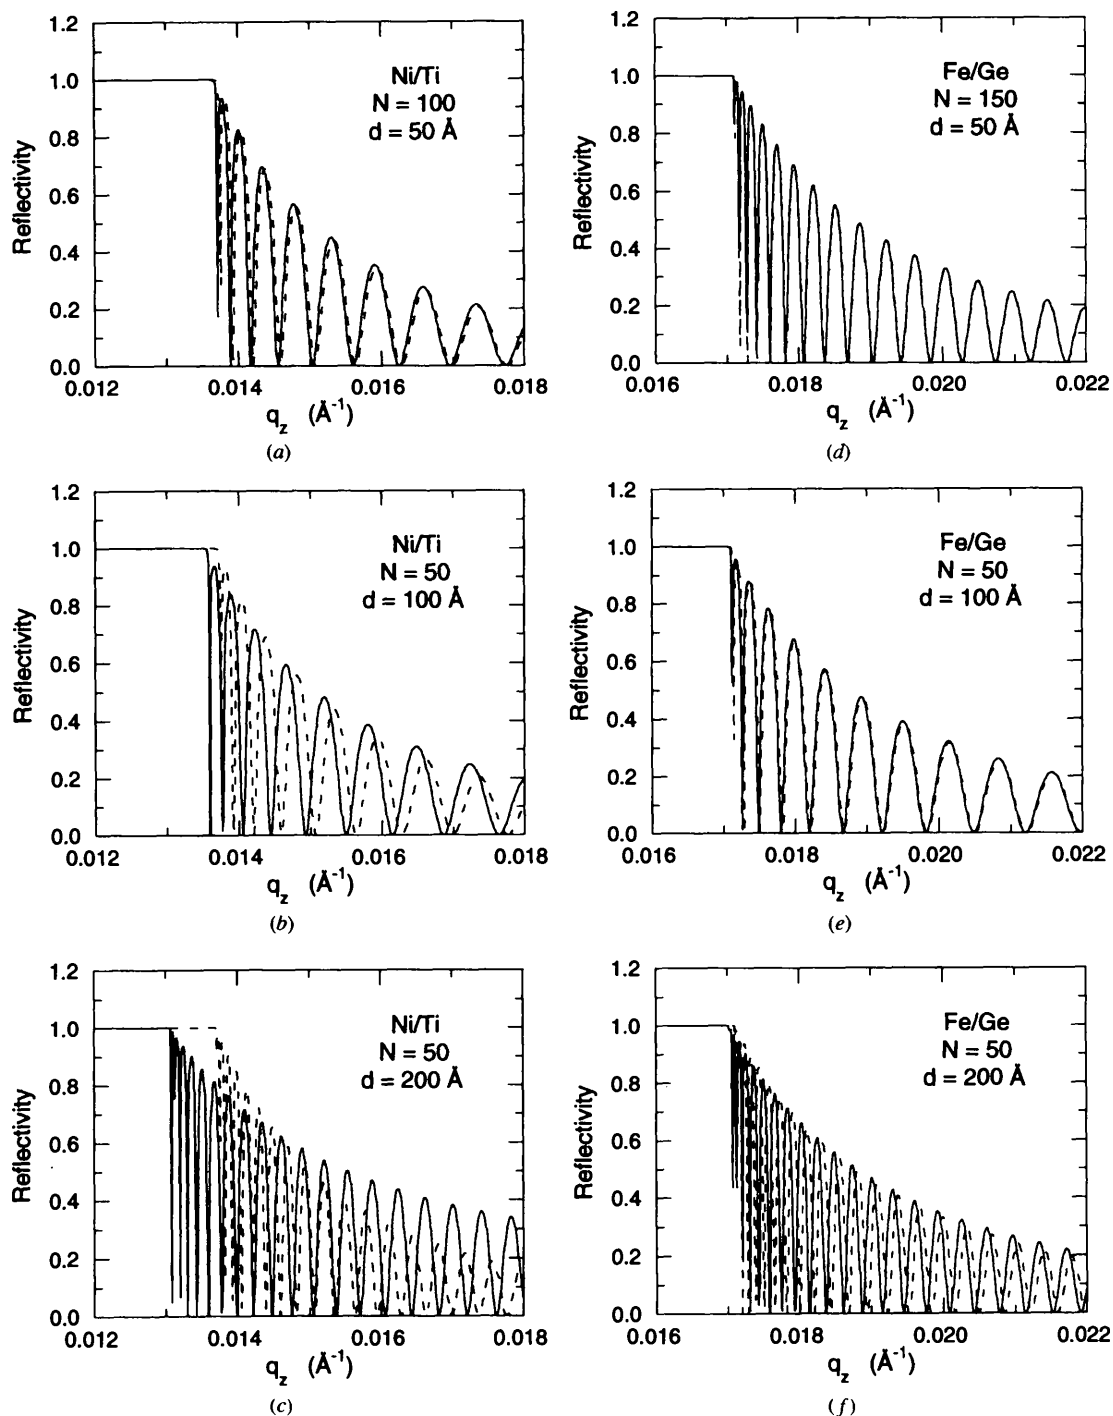 1.2
1.0
0.8
0.6
0.4
0.2
0.0
Reflectivity
Ni/Ti
N = 100
d = 50 Å
0.012
0.014
0.016
0.018
q_z (Å⁻¹)
(a)
1.2
1.0
0.8
0.6
0.4
0.2
0.0
Reflectivity
Fe/Ge
N = 150
d = 50 Å
0.016
0.018
0.020
0.022
q_z (Å⁻¹)
(d)
1.2
1.0
0.8
0.6
0.4
0.2
0.0
Reflectivity
Ni/Ti
N = 50
d = 100 Å
0.012
0.014
0.016
0.018
q_z (Å⁻¹)
(b)
1.2
1.0
0.8
0.6
0.4
0.2
0.0
Reflectivity
Fe/Ge
N = 50
d = 100 Å
0.016
0.018
0.020
0.022
q_z (Å⁻¹)
(e)
1.2
1.0
0.8
0.6
0.4
0.2
0.0
Reflectivity
Ni/Ti
N = 50
d = 200 Å
0.012
0.014
0.016
0.018
q_z (Å⁻¹)
(c)
1.2
1.0
0.8
0.6
0.4
0.2
0.0
Reflectivity
Fe/Ge
N = 50
d = 200 Å
0.016
0.018
0.020
0.022
q_z (Å⁻¹)
(f)